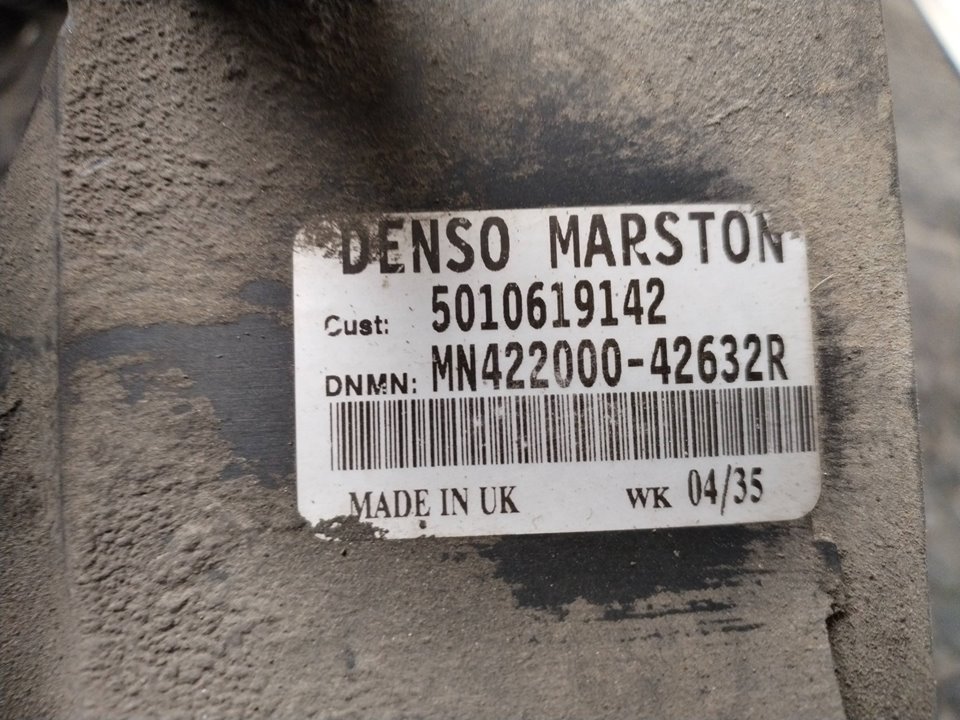 DENSO MARSTON
Cust: 5010619142
DNMN: MN422000-42632R
MADE IN UK WK 04/35